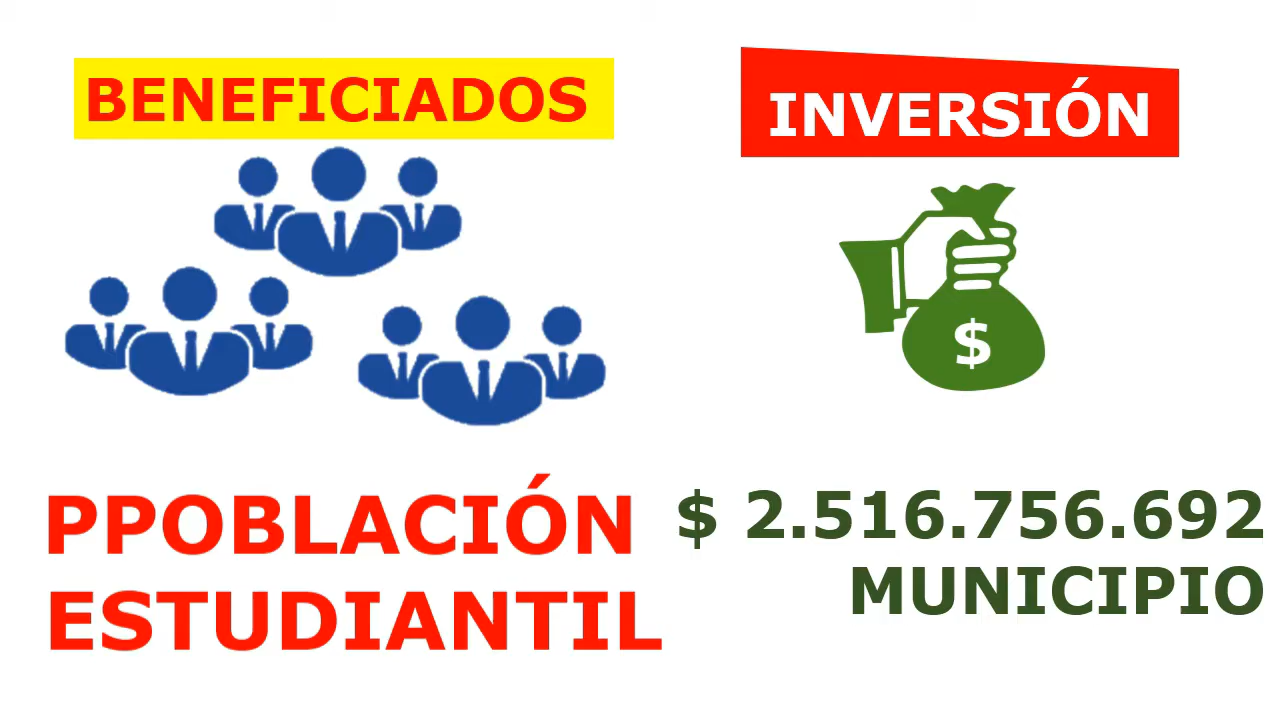 BENEFICIADOS
PPOBLACIÓN
ESTUDIANTIL
INVERSIÓN
$
$ 2.516.756.692
MUNICIPIO